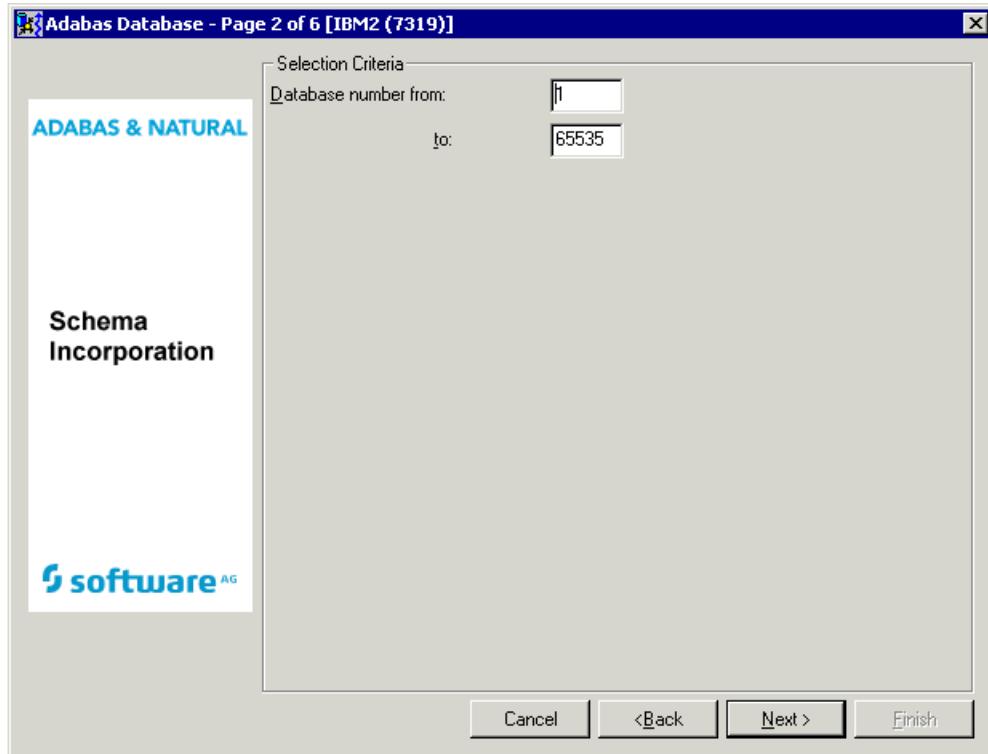 Adabas Database - Page 2 of 6 [IBM2 (7319)]
Selection Criteria
Database number from: 1
to: 65535
ADABAS & NATURAL
Schema
Incorporation
software AG
Cancel <Back Next > Finish